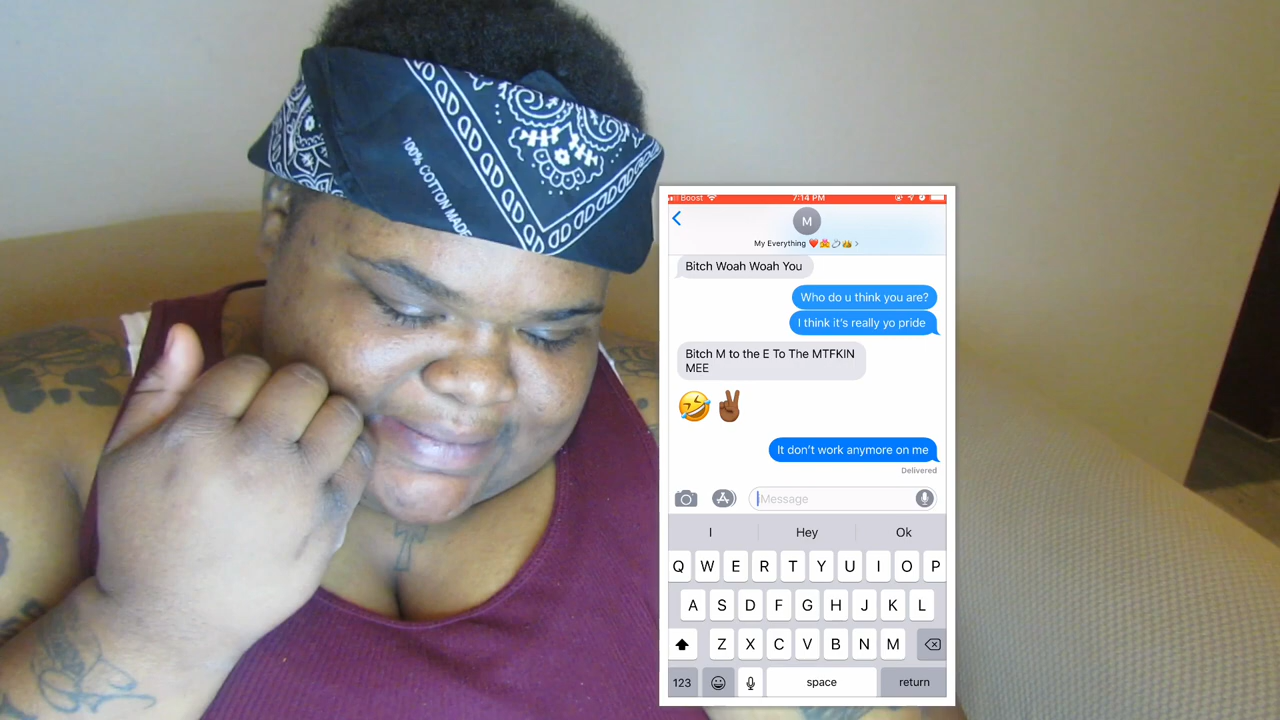 100% COTTON MADE
Boost
7:14 PM
M
My Everything
Bitch Woah Woah You
Who do u think you are?
I think it's really yo pride
Bitch M to the E To The MTFKIN
MEE
It don't work anymore on me
Delivered
Message
I Hey Ok
Q W E R T Y U I O P
A S D F G H J K L
Z X C V B N M
123 space return